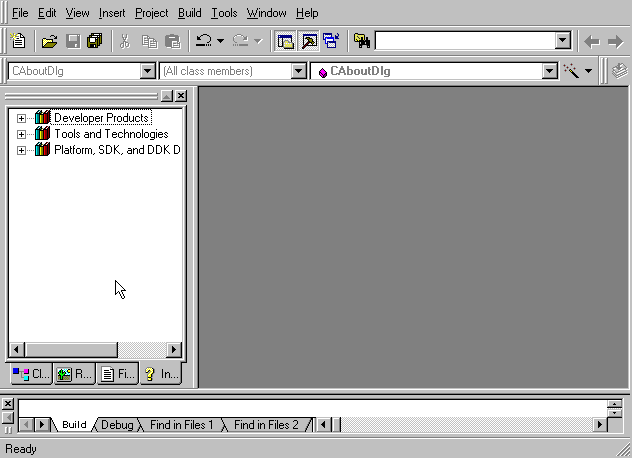 File Edit View Insert Project Build Tools Window Help
CAboutDlg (All class members) CAboutDlg
Developer Products
Tools and Technologies
Platform, SDK, and DDK D
Cl... R... Fi... In...
Build Debug Find in Files 1 Find in Files 2
Ready